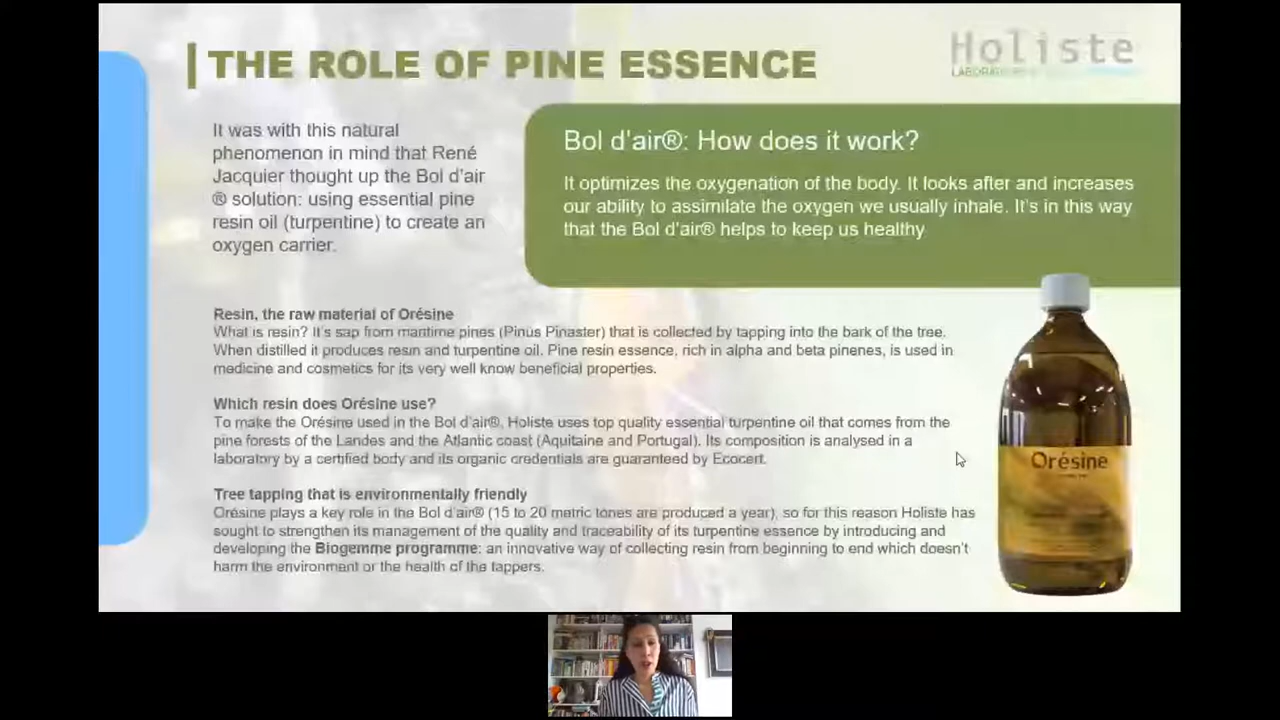 THE ROLE OF PINE ESSENCE
Holiste
It was with this natural
phenomenon in mind that René
Jacquier thought up the Bol d'air
® solution: using essential pine
resin oil (turpentine) to create an
oxygen carrier.
Bol d'air®: How does it work?
It optimizes the oxygenation of the body. It looks after and increases
our ability to assimilate the oxygen we usually inhale. It's in this way
that the Bol d'air® helps to keep us healthy
Resin, the raw material of Orésine
What is resin? It's sap from maritime pines (Pinus Pinaster) that is collected by tapping into the bark of the tree.
When distilled it produces resin and turpentine oil. Pine resin essence, rich in alpha and beta pinenes, is used in
medicine and cosmetics for its very well know beneficial properties.
Which resin does Orésine use?
To make the Orésine used in the Bol d'air®, Holiste uses top quality essential turpentine oil that comes from the
pine forests of the Landes and the Atlantic coast (Aquitaine and Portugal). Its composition is analysed in a
laboratory by a certified body and its organic credentials are guaranteed by Ecocert.
Tree tapping that is environmentally friendly
Orésine plays a key role in the Bol d'air® (15 to 20 metric tones are produced a year), so for this reason Holiste has
sought to strengthen its management of the quality and traceability of its turpentine essence by introducing and
developing the Biogemme programme: an innovative way of collecting resin from beginning to end which doesn't
harm the environment or the health of the tappers.
Orésine